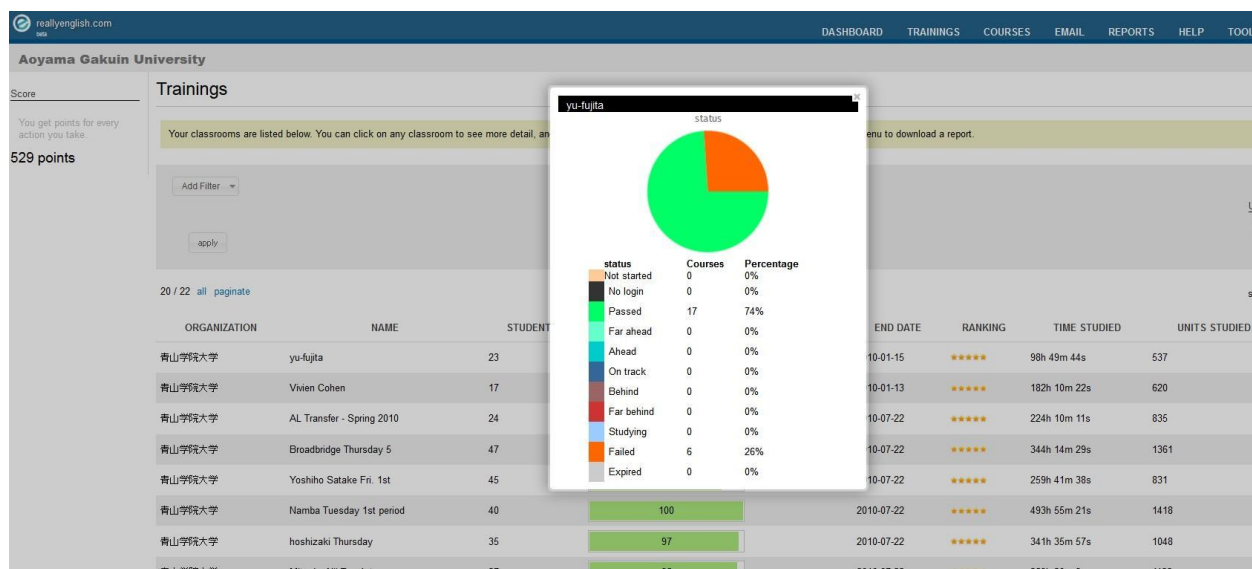 reallyenglish.com
beta
DASHBOARD TRAININGS COURSES EMAIL REPORTS HELP TOOL
Aoyama Gakuin University
Score
You get points for every
action you take.
529 points
Trainings
Your classrooms are listed below. You can click on any classroom to see more detail, an
enu to download a report.
Add Filter
apply
20 / 22 all paginate
yu-fujita
status
status Courses Percentage
Not started 0 0%
No login 0 0%
Passed 17 74%
Far ahead 0 0%
Ahead 0 0%
On track 0 0%
Behind 0 0%
Far behind 0 0%
Studying 0 0%
Failed 6 26%
Expired 0 0%
ORGANIZATION NAME STUDENT END DATE RANKING TIME STUDIED UNITS STUDIED
青山学院大学 yu-fujita 23 10-01-15 98h 49m 44s 537
青山学院大学 Vivien Cohen 17 10-01-13 182h 10m 22s 620
青山学院大学 AL Transfer - Spring 2010 24 10-07-22 224h 10m 11s 835
青山学院大学 Broadbridge Thursday 5 47 10-07-22 344h 14m 29s 1361
青山学院大学 Yoshiho Satake Fri. 1st 45 10-07-22 259h 41m 38s 831
青山学院大学 Namba Tuesday 1st period 40 100 2010-07-22 493h 55m 21s 1418
青山学院大学 hoshizaki Thursday 35 97 2010-07-22 341h 35m 57s 1048